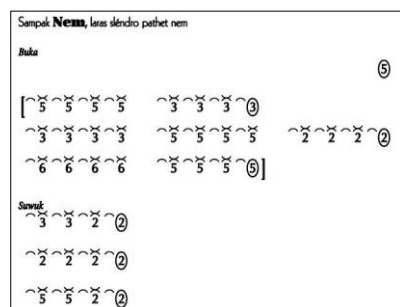 Sampak Nem, laras sléndro pathet nem
Buka
⑤
[ 5 5 5 5 3 3 3 ③
3 3 3 3 5 5 5 5 2 2 2 ②
6 6 6 6 5 5 5 ⑤ ]
Suwuk
3 3 2 ②
2 2 2 ②
5 5 2 ②